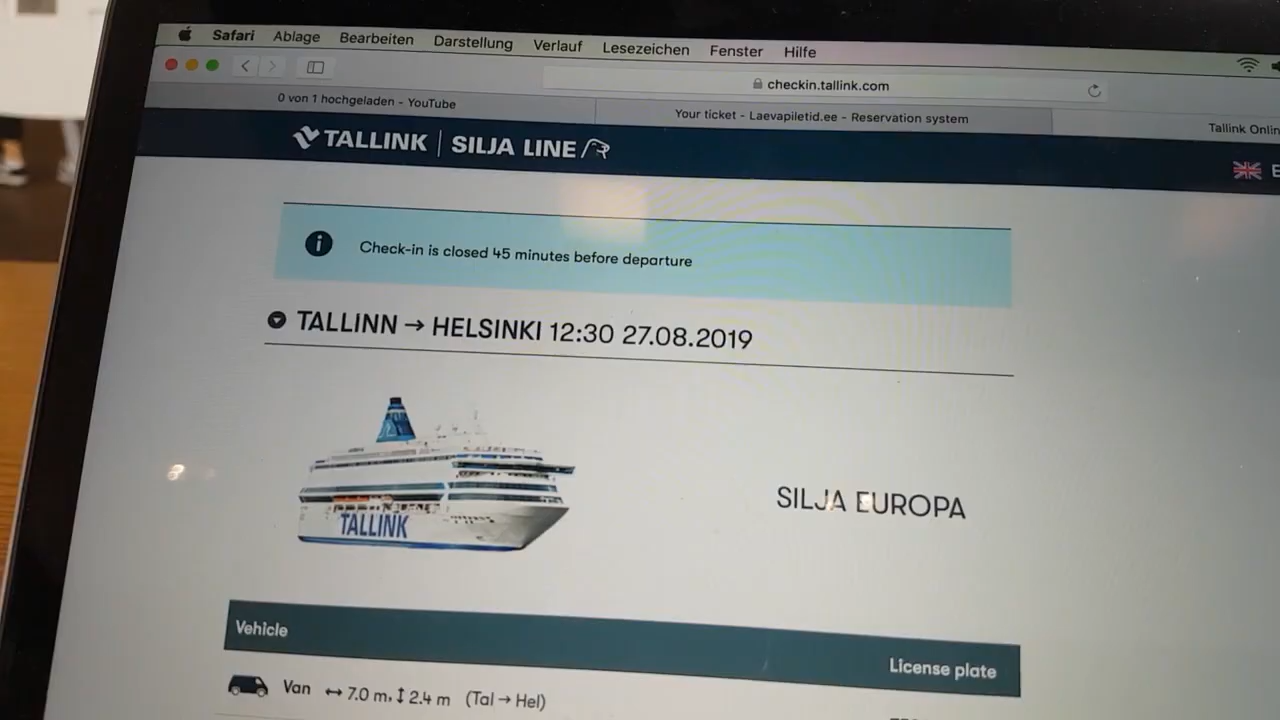 Safari Ablage Bearbeiten Darstellung Verlauf Lesezeichen Fenster Hilfe
checkin.tallink.com
0 von 1 hochgeladen - YouTube
Your ticket - Laevapiletid.ee - Reservation system
Tallink Onlin
TALLINK | SILJA LINE
Check-in is closed 45 minutes before departure
TALLINN → HELSINKI 12:30 27.08.2019
TALLINK
SILJA EUROPA
Vehicle
License plate
Van ↔ 7.0 m, ↕ 2.4 m (Tal → Hel)